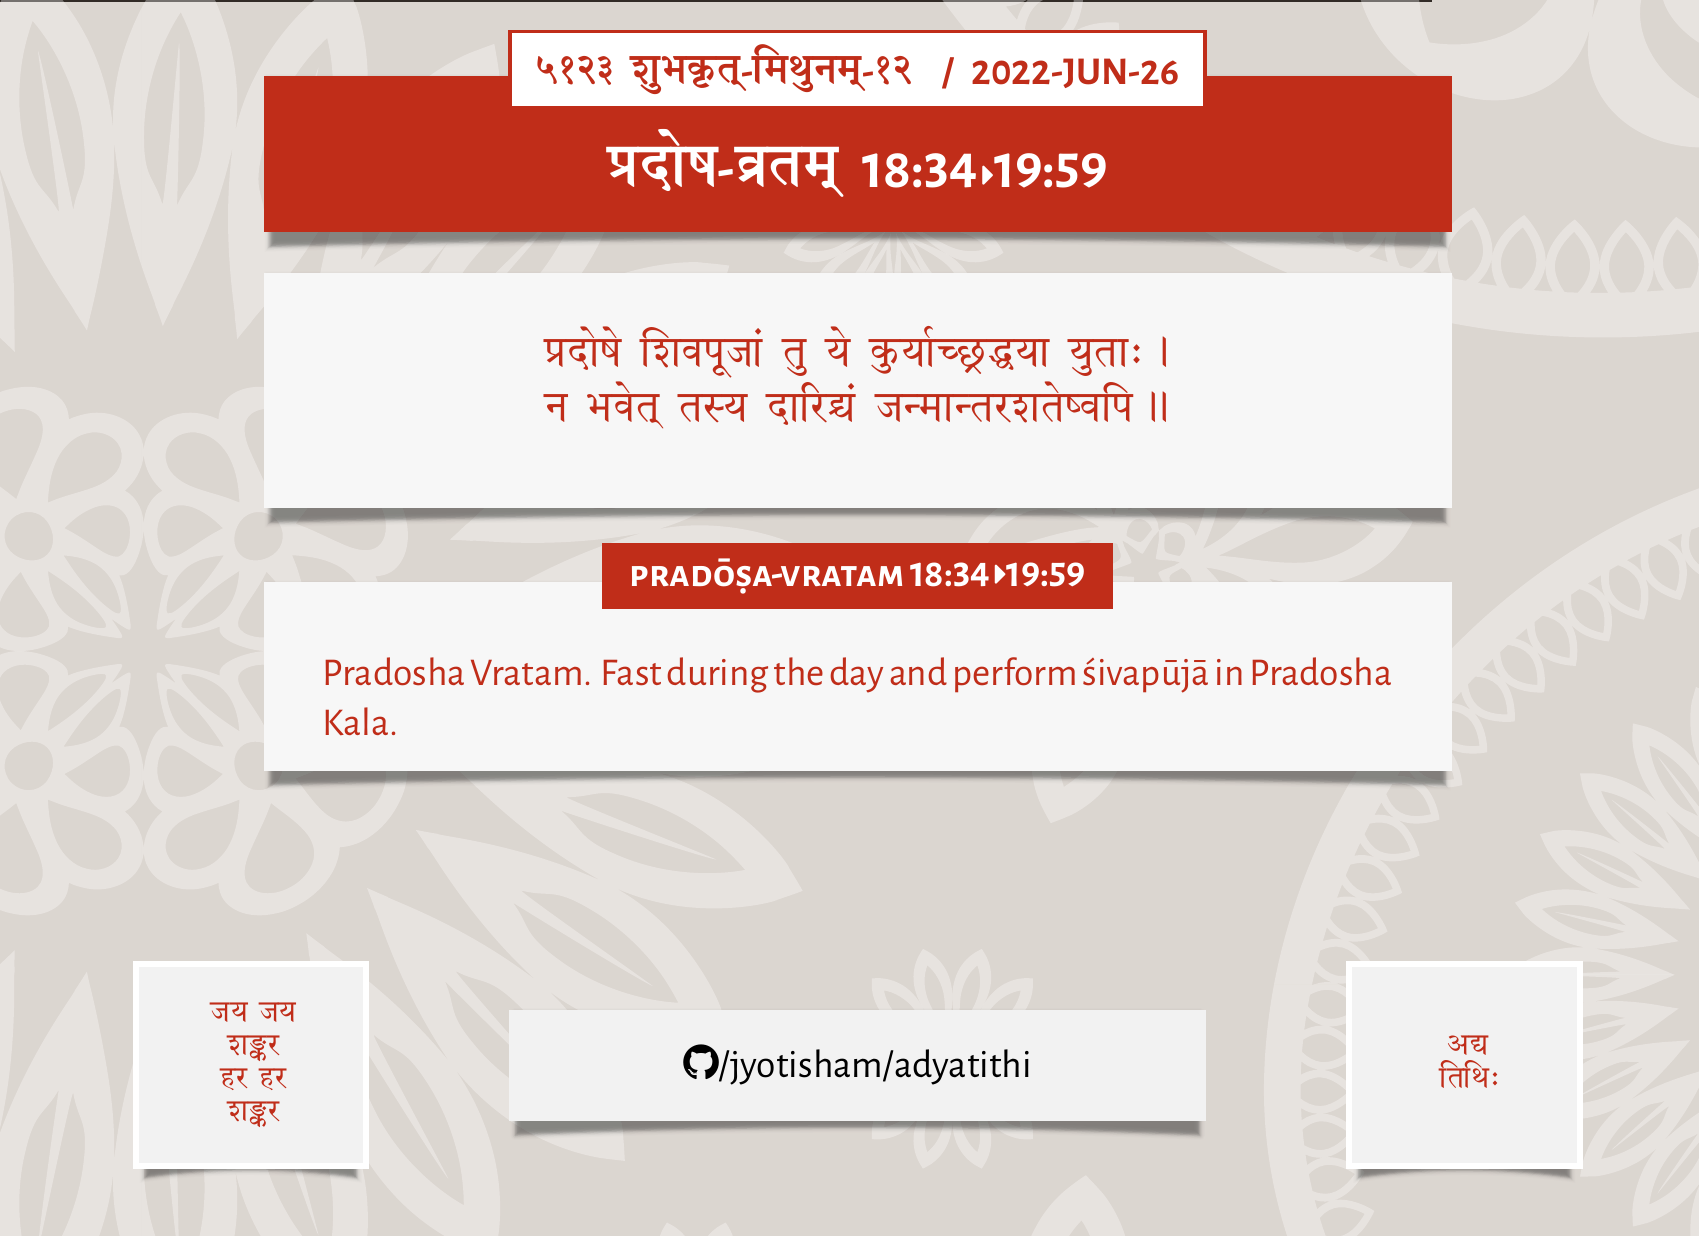 ५१२३ शुभकृत्-मिथुनम्-१२ / 2022-JUN-26
प्रदोष-व्रतम् 18:34▸19:59
प्रदोषे शिवपूजां तु ये कुर्याच्छ्रद्धया युताः ।
न भवेत् तस्य दारिद्र्यं जन्मान्तरशतेष्वपि ॥
PRADŌṢA-VRATAM 18:34▸19:59
Pradosha Vratam. Fast during the day and perform śivapūjā in Pradosha
Kala.
जय जय
शङ्कर
हर हर
शङ्कर
/jyotisham/adyatithi
अद्य
तिथिः